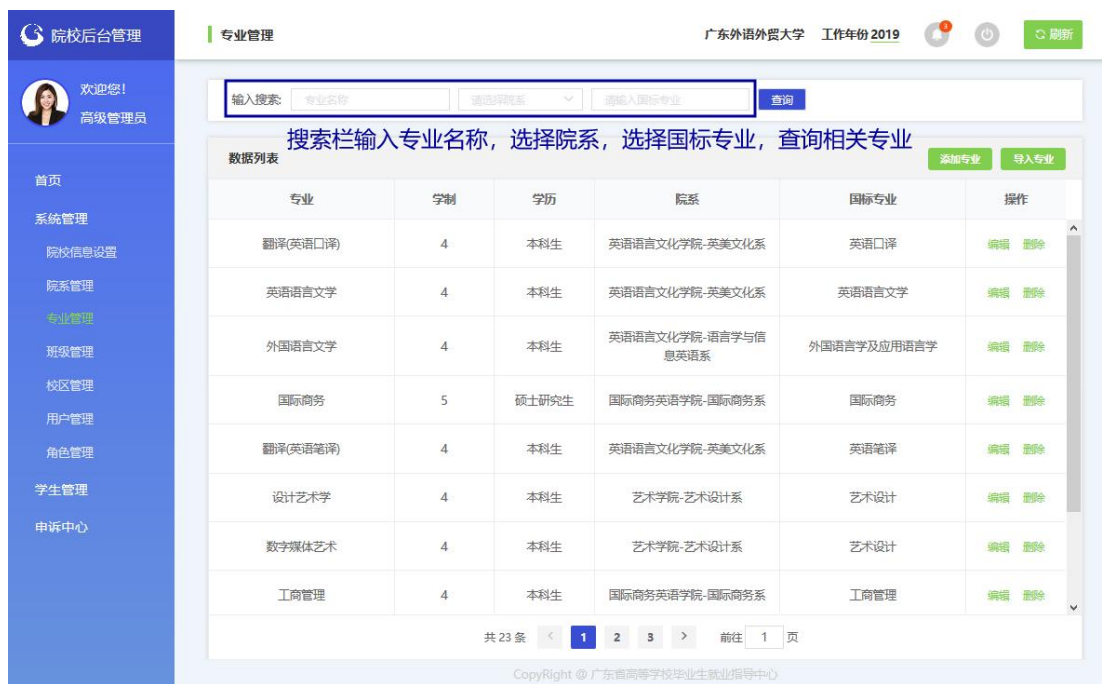 院校后台管理
专业管理
广东外语外贸大学 工作年份 2019
刷新
欢迎您!
高级管理员
输入搜索: 专业名称 请选择院系 请输入国标专业 查询
搜索栏输入专业名称，选择院系，选择国标专业，查询相关专业
数据列表 添加专业 导入专业
首页
系统管理
院校信息设置
院系管理
专业管理
班级管理
校区管理
用户管理
角色管理
学生管理
申诉中心
专业 学制 学历 院系 国标专业 操作
翻译(英语口译) 4 本科生 英语语言文化学院-英美文化系 英语口译 编辑 删除
英语语言文学 4 本科生 英语语言文化学院-英美文化系 英语语言文学 编辑 删除
外国语言文学 4 本科生 英语语言文化学院-语言学与信
息英语系 外国语言学及应用语言学 编辑 删除
国际商务 5 硕士研究生 国际商务英语学院-国际商务系 国际商务 编辑 删除
翻译(英语笔译) 4 本科生 英语语言文化学院-英美文化系 英语笔译 编辑 删除
设计艺术学 4 本科生 艺术学院-艺术设计系 艺术设计 编辑 删除
数字媒体艺术 4 本科生 艺术学院-艺术设计系 艺术设计 编辑 删除
工商管理 4 本科生 国际商务英语学院-国际商务系 工商管理 编辑 删除
共 23 条 1 2 3 前往 1 页
CopyRight @ 广东省高等学校毕业生就业指导中心